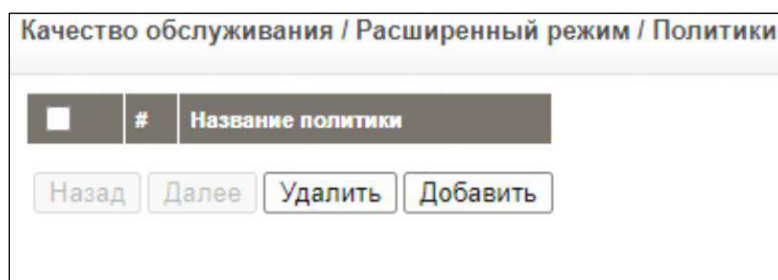 Качество обслуживания / Расширенный режим / Политики
# Название политики
Назад Далее Удалить Добавить